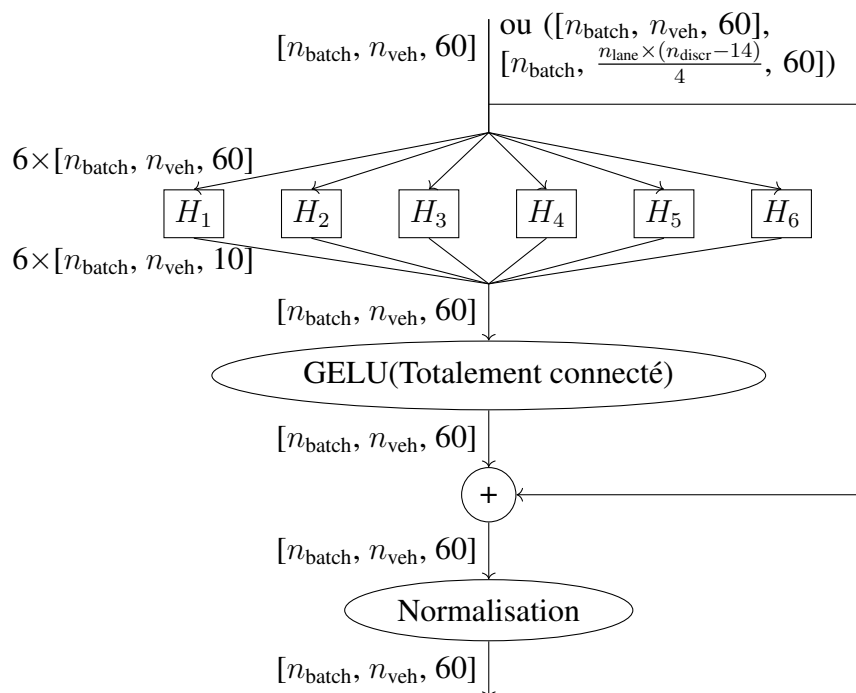 [n_batch, n_veh, 60]
ou ([n_batch, n_veh, 60],
[n_batch, n_lane×(n_discr−14)/4, 60])
6×[n_batch, n_veh, 60]
H_1 H_2 H_3 H_4 H_5 H_6
6×[n_batch, n_veh, 10]
[n_batch, n_veh, 60]
GELU(Totalement connecté)
[n_batch, n_veh, 60]
+
[n_batch, n_veh, 60]
Normalisation
[n_batch, n_veh, 60]